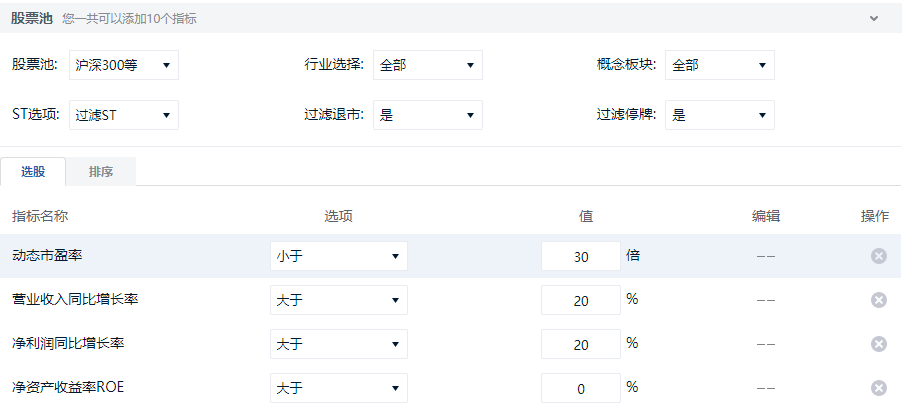 股票池 您一共可以添加10个指标
股票池: 沪深300等 行业选择: 全部 概念板块: 全部
ST选项: 过滤ST 过滤退市: 是 过滤停牌: 是
选股 排序
指标名称 选项 值 编辑 操作
动态市盈率 小于 30 倍 ——
营业收入同比增长率 大于 20 % ——
净利润同比增长率 大于 20 % ——
净资产收益率ROE 大于 0 % ——